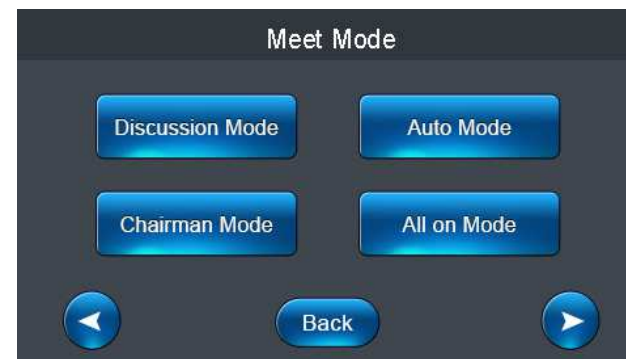 Meet Mode
Discussion Mode
Auto Mode
Chairman Mode
All on Mode
Back